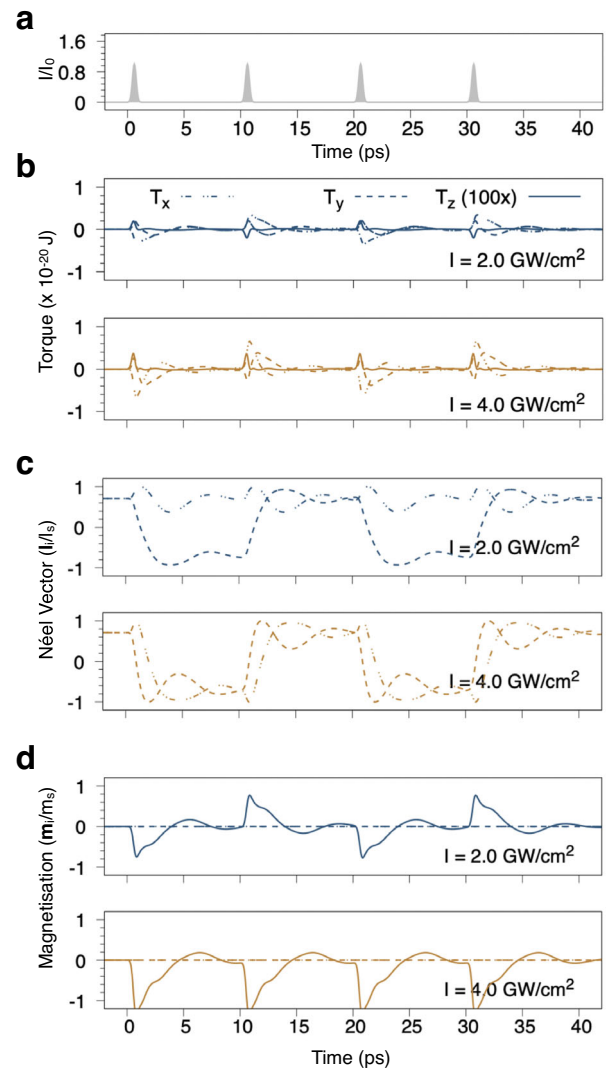 a
I/I0
1.6
0.8
0
0 5 10 15 20 25 30 35 40
Time (ps)
b
Torque (x 10-20 J)
Tx Ty Tz (100x)
1
0
-1
I = 2.0 GW/cm2
1
0
-1
I = 4.0 GW/cm2
c
Néel Vector (li/ls)
1
0
-1
I = 2.0 GW/cm2
1
0
-1
I = 4.0 GW/cm2
d
Magnetisation (mi/ms)
1
0
-1
I = 2.0 GW/cm2
1
0
-1
I = 4.0 GW/cm2
0 5 10 15 20 25 30 35 40
Time (ps)